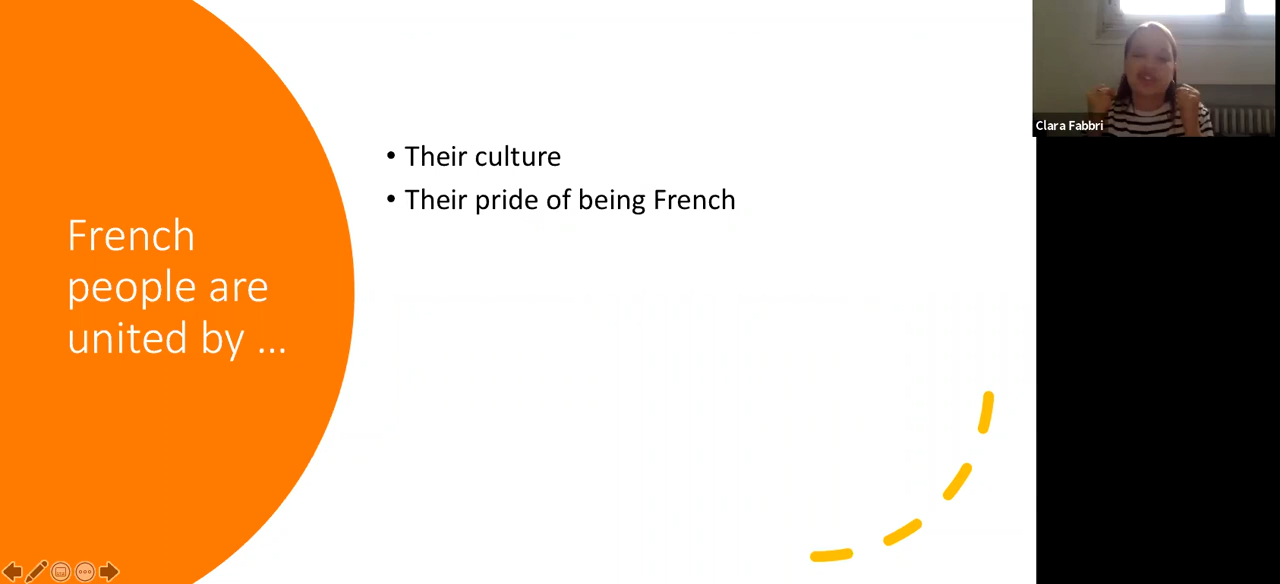 French
people are
united by ...
• Their culture
• Their pride of being French
Clara Fabbri